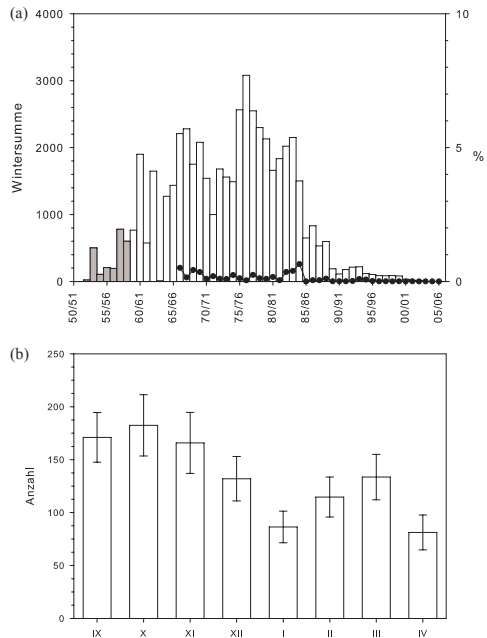 (a)
4000
3000
2000
1000
0
Wintersumme
10
5
0
%
50/51
55/56
60/61
65/66
70/71
75/76
80/81
85/86
90/91
95/96
00/01
05/06
(b)
250
200
150
100
50
0
Anzahl
IX
X
XI
XII
I
II
III
IV